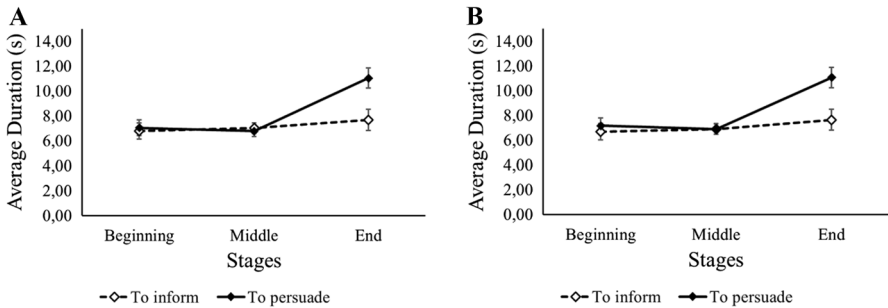 A
Average Duration (s)
14,00
12,00
10,00
8,00
6,00
4,00
2,00
0,00
Beginning Middle End
Stages
To inform To persuade
B
Average Duration (s)
14,00
12,00
10,00
8,00
6,00
4,00
2,00
0,00
Beginning Middle End
Stages
To inform To persuade